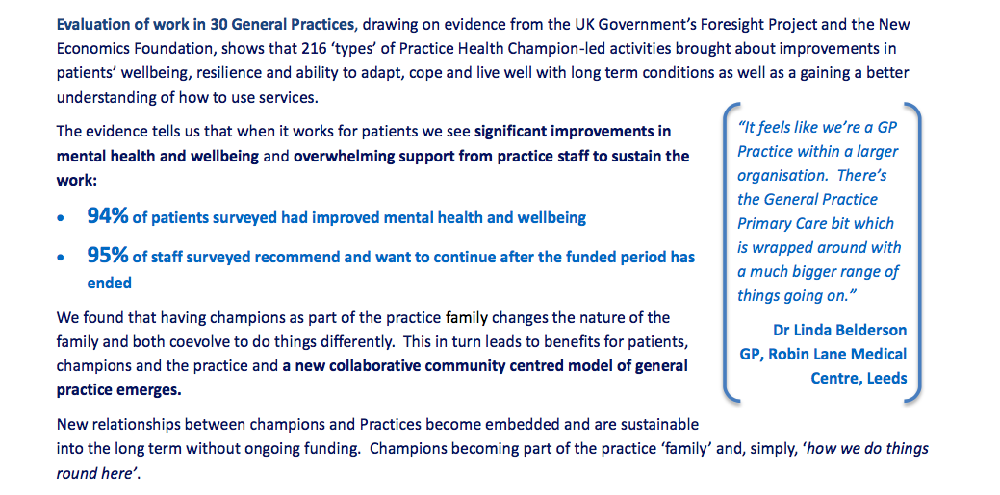 Evaluation of work in 30 General Practices, drawing on evidence from the UK Government’s Foresight Project and the New
Economics Foundation, shows that 216 ‘types’ of Practice Health Champion-led activities brought about improvements in
patients’ wellbeing, resilience and ability to adapt, cope and live well with long term conditions as well as a gaining a better
understanding of how to use services.
The evidence tells us that when it works for patients we see significant improvements in
mental health and wellbeing and overwhelming support from practice staff to sustain the
work:
• 94% of patients surveyed had improved mental health and wellbeing
• 95% of staff surveyed recommend and want to continue after the funded period has
ended
We found that having champions as part of the practice family changes the nature of the
family and both coevolve to do things differently. This in turn leads to benefits for patients,
champions and the practice and a new collaborative community centred model of general
practice emerges.
“It feels like we’re a GP
Practice within a larger
organisation. There’s
the General Practice
Primary Care bit which
is wrapped around with
a much bigger range of
things going on.”
Dr Linda Belderson
GP, Robin Lane Medical
Centre, Leeds
New relationships between champions and Practices become embedded and are sustainable
into the long term without ongoing funding. Champions becoming part of the practice ‘family’ and, simply, ‘how we do things
round here’.